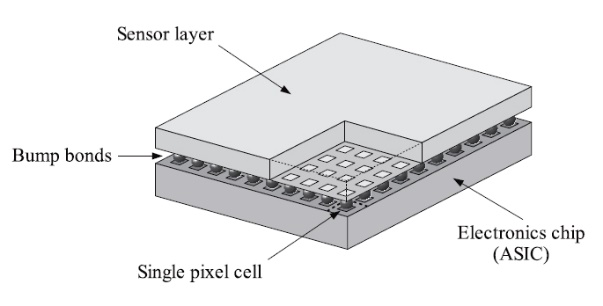 Sensor layer
Bump bonds
Electronics chip
(ASIC)
Single pixel cell